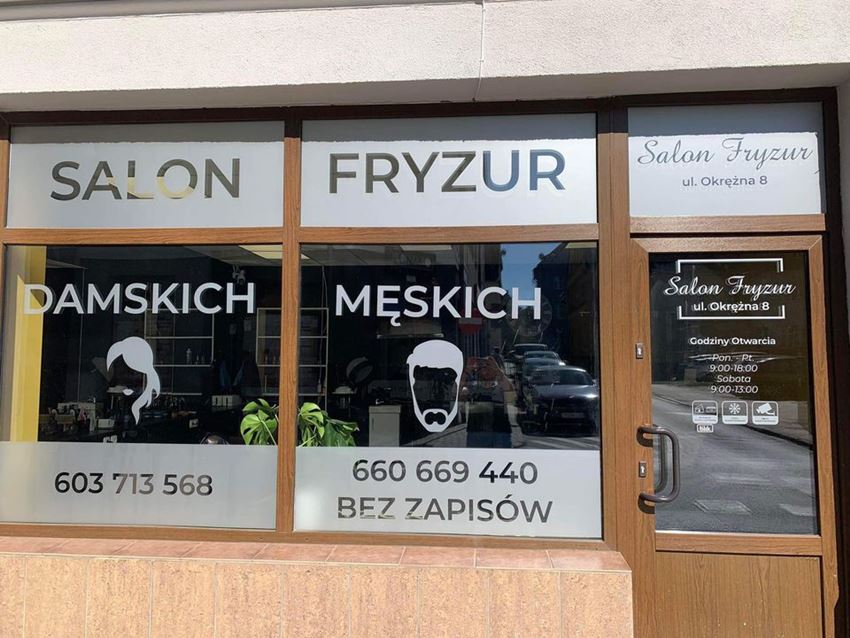 SALON
FRYZUR
Salon Fryzur
ul. Okrężna 8
DAMSKICH
MĘSKICH
603 713 568
660 669 440
BEZ ZAPISÓW
Salon Fryzur
ul. Okrężna 8
Godziny Otwarcia
Pon. - Pt.
9:00-18:00
Sobota
9:00-13:00
blik